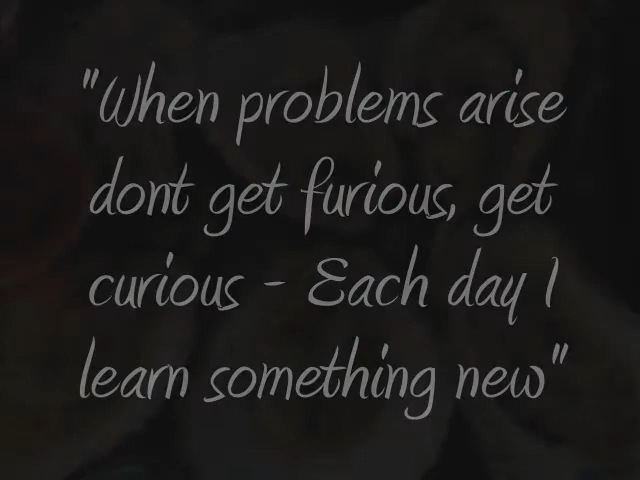 "When problems arise
dont get furious, get
curious - Each day I
learn something new"